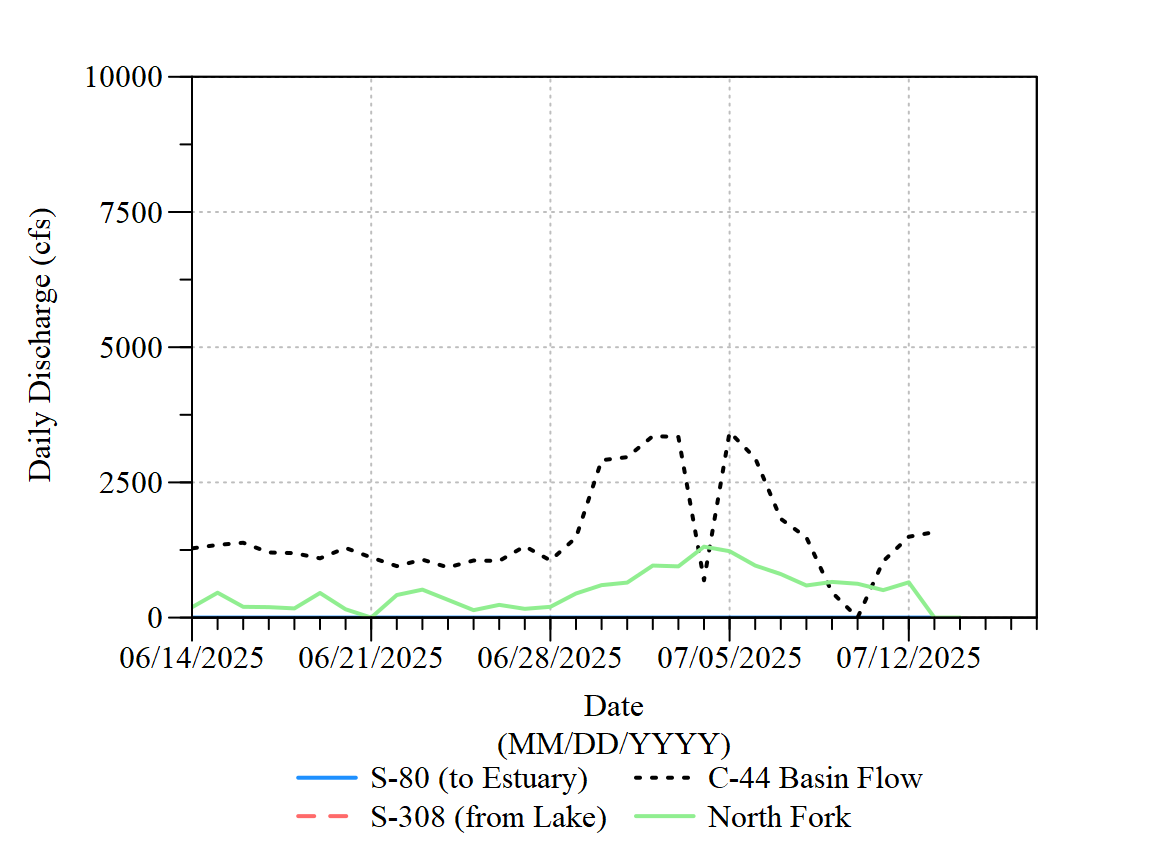 10000
7500
5000
2500
0
Daily Discharge (cfs)
06/14/2025 06/21/2025 06/28/2025 07/05/2025 07/12/2025
Date
(MM/DD/YYYY)
S-80 (to Estuary) C-44 Basin Flow
S-308 (from Lake) North Fork